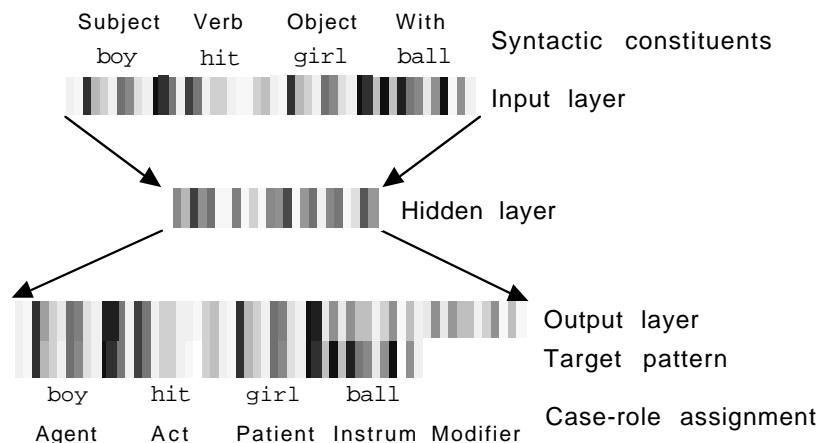 Subject Verb Object With
Syntactic constituents
boy hit girl ball
Input layer
Hidden layer
Output layer
Target pattern
boy hit girl ball
Case-role assignment
Agent Act Patient Instrum Modifier